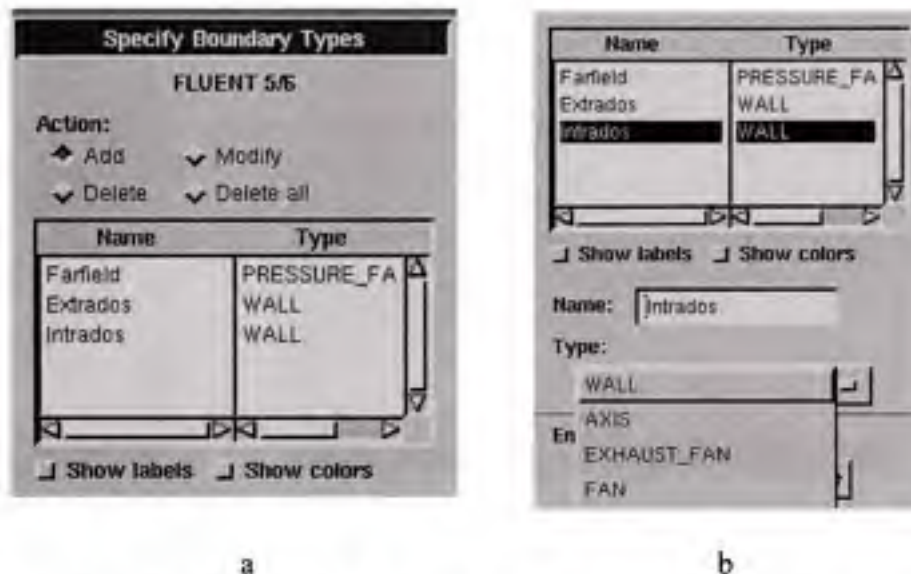 Specify Boundary Types
FLUENT 5/6
Action:
Add Modify
Delete Delete all
Name Type
Farfield PRESSURE_FA
Extrados WALL
Intrados WALL
Show labels Show colors
a
Name Type
Farfield PRESSURE_FA
Extrados WALL
Intrados WALL
Show labels Show colors
Name: Intrados
Type:
WALL
AXIS
En
EXHAUST_FAN
FAN
b